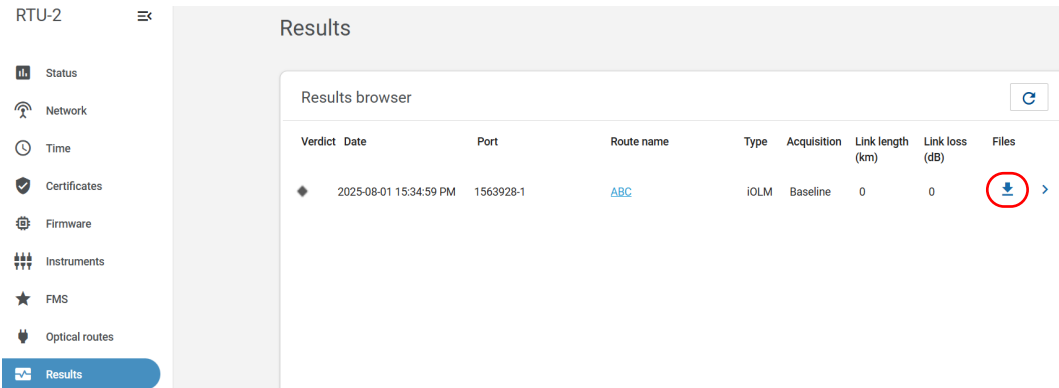 RTU-2
Results
Status
Results browser
Network
Verdict Date Port Route name Type Acquisition Link length (km) Link loss (dB) Files
Time
Certificates
2025-08-01 15:34:59 PM 1563928-1 ABC iOLM Baseline 0 0
Firmware
Instruments
FMS
Optical routes
Results